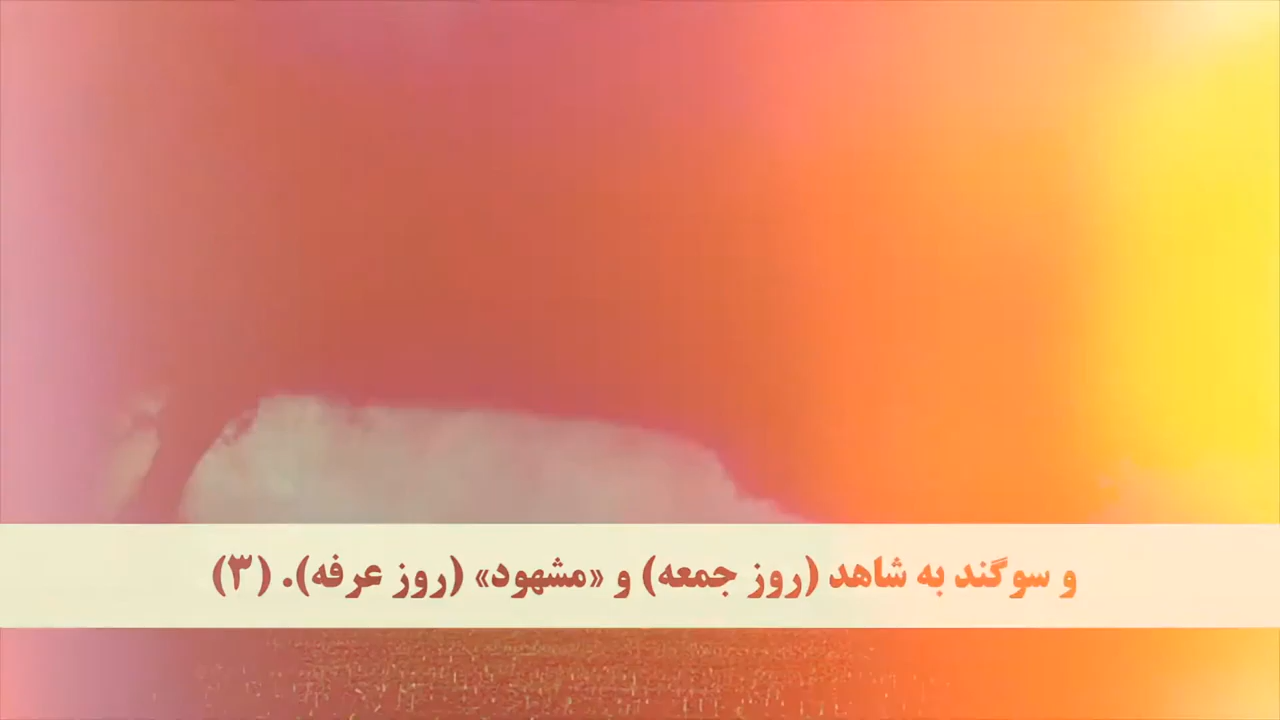 و سوگند به شاهد (روز جمعه) و «مشهود» (روز عرفه). (۳)